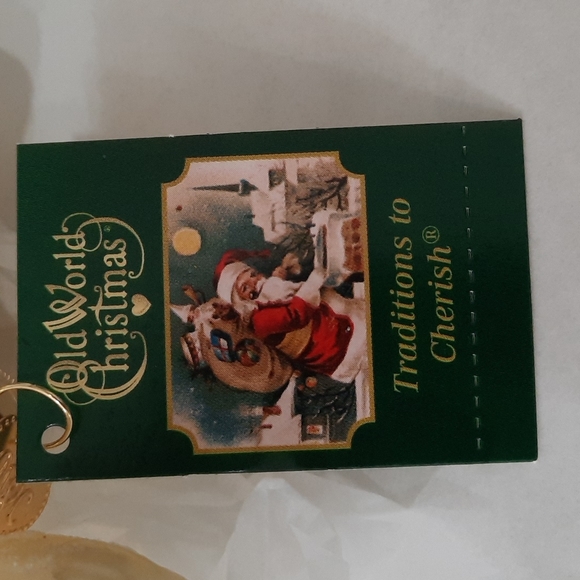 Old World
Christmas®
Traditions to
Cherish®